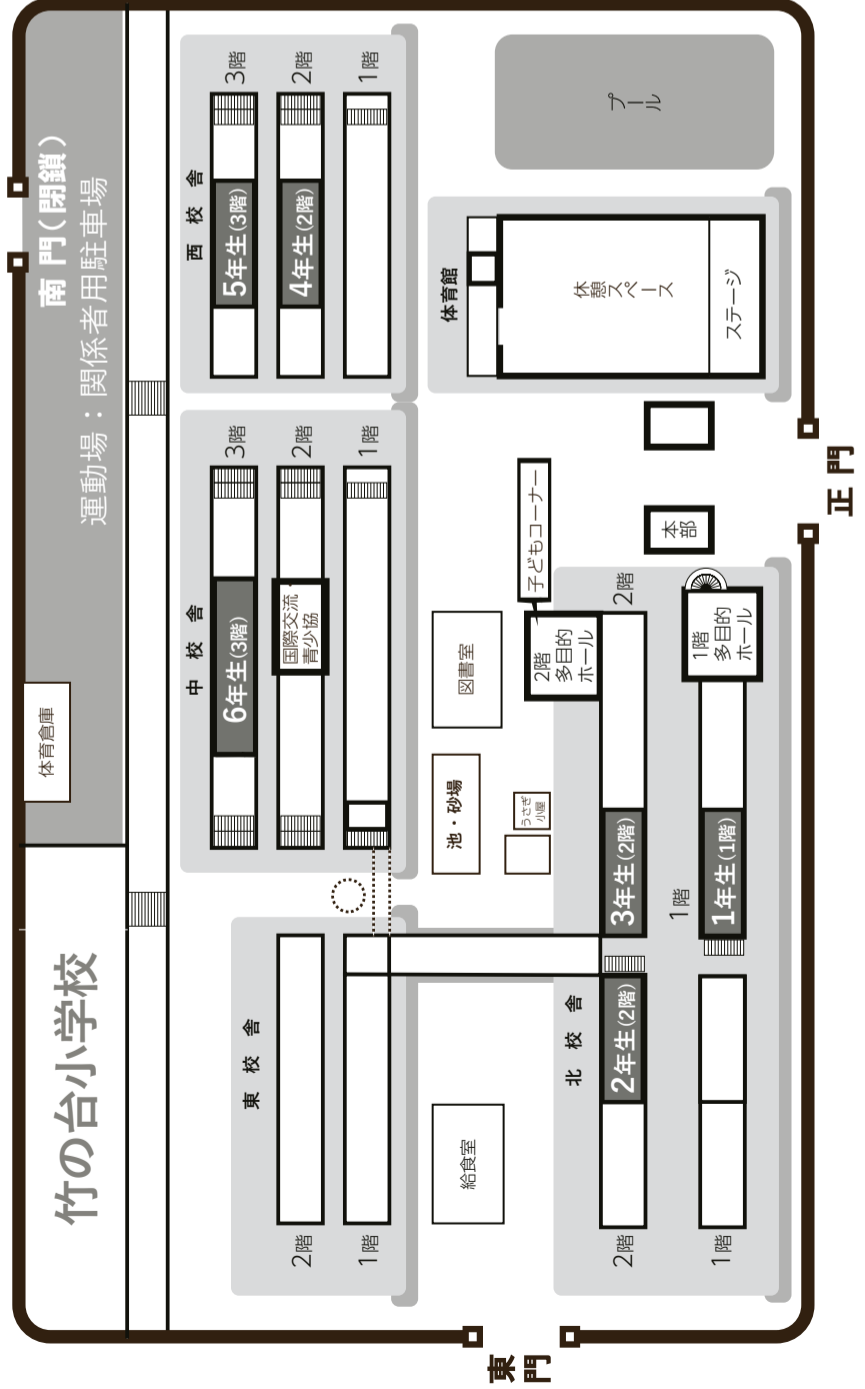 竹の台小学校
体育倉庫
南門(閉鎖)
運動場:関係者用駐車場
東校舎
2階
1階
中校舎
6年生(3階)
3階
国際交流
青少協
2階
1階
西校舎
5年生(3階)
3階
4年生(2階)
2階
1階
給食室
池・砂場
うさぎ
小屋
図書室
子どもコーナー
体育館
休憩スペース
ステージ
プール
東門
北校舎
2階
2年生(2階)
3年生(2階)
2階
多目的
ホール
2階
1階
1階
1年生(1階)
1階
多目的
ホール
本部
正門